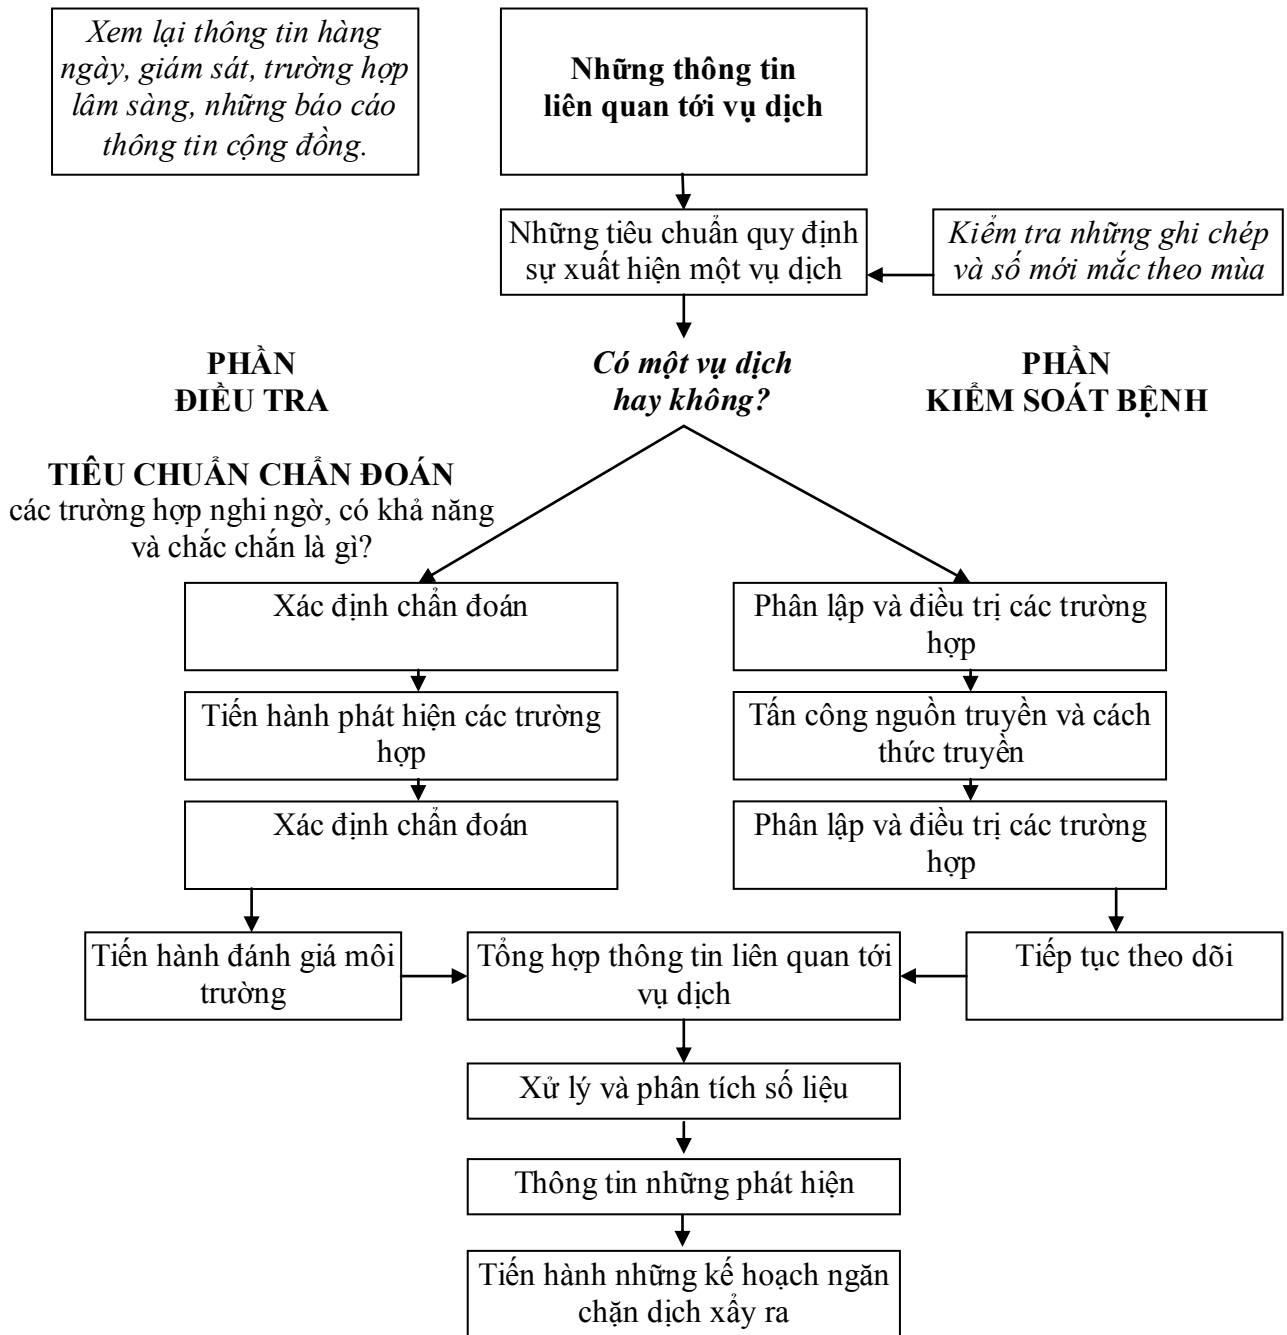 Xem lại thông tin hàng
ngày, giám sát, trường hợp
lâm sàng, những báo cáo
thông tin cộng đồng.
Những thông tin
liên quan tới vụ dịch
Những tiêu chuẩn quy định
sự xuất hiện một vụ dịch
Kiểm tra những ghi chép
và số mới mắc theo mùa
PHẦN
ĐIỀU TRA
Có một vụ dịch
hay không?
PHẦN
KIỂM SOÁT BỆNH
TIÊU CHUẨN CHẨN ĐOÁN
các trường hợp nghi ngờ, có khả năng
và chắc chắn là gì?
Xác định chẩn đoán
Phân lập và điều trị các trường
hợp
Tiến hành phát hiện các trường
hợp
Tấn công nguồn truyền và cách
thức truyền
Xác định chẩn đoán
Phân lập và điều trị các trường
hợp
Tiến hành đánh giá môi
trường
Tổng hợp thông tin liên quan tới
vụ dịch
Tiếp tục theo dõi
Xử lý và phân tích số liệu
Thông tin những phát hiện
Tiến hành những kế hoạch ngăn
chặn dịch xẩy ra